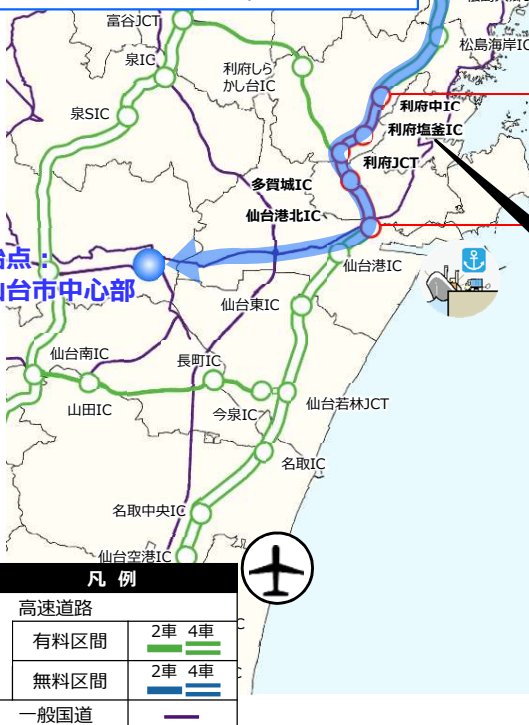 富谷JCT
松島海岸IC
泉IC
利府しら
かし台IC
利府中IC
泉SIC
利府塩釜IC
利府JCT
多賀城IC
仙台港北IC
仙台港IC
仙台市中心部
仙台東IC
仙台南IC
長町IC
山田IC
今泉IC
仙台若林JCT
名取IC
名取中央IC
仙台空港IC
凡 例
高速道路
有料区間 2車 4車
無料区間 2車 4車
一般国道